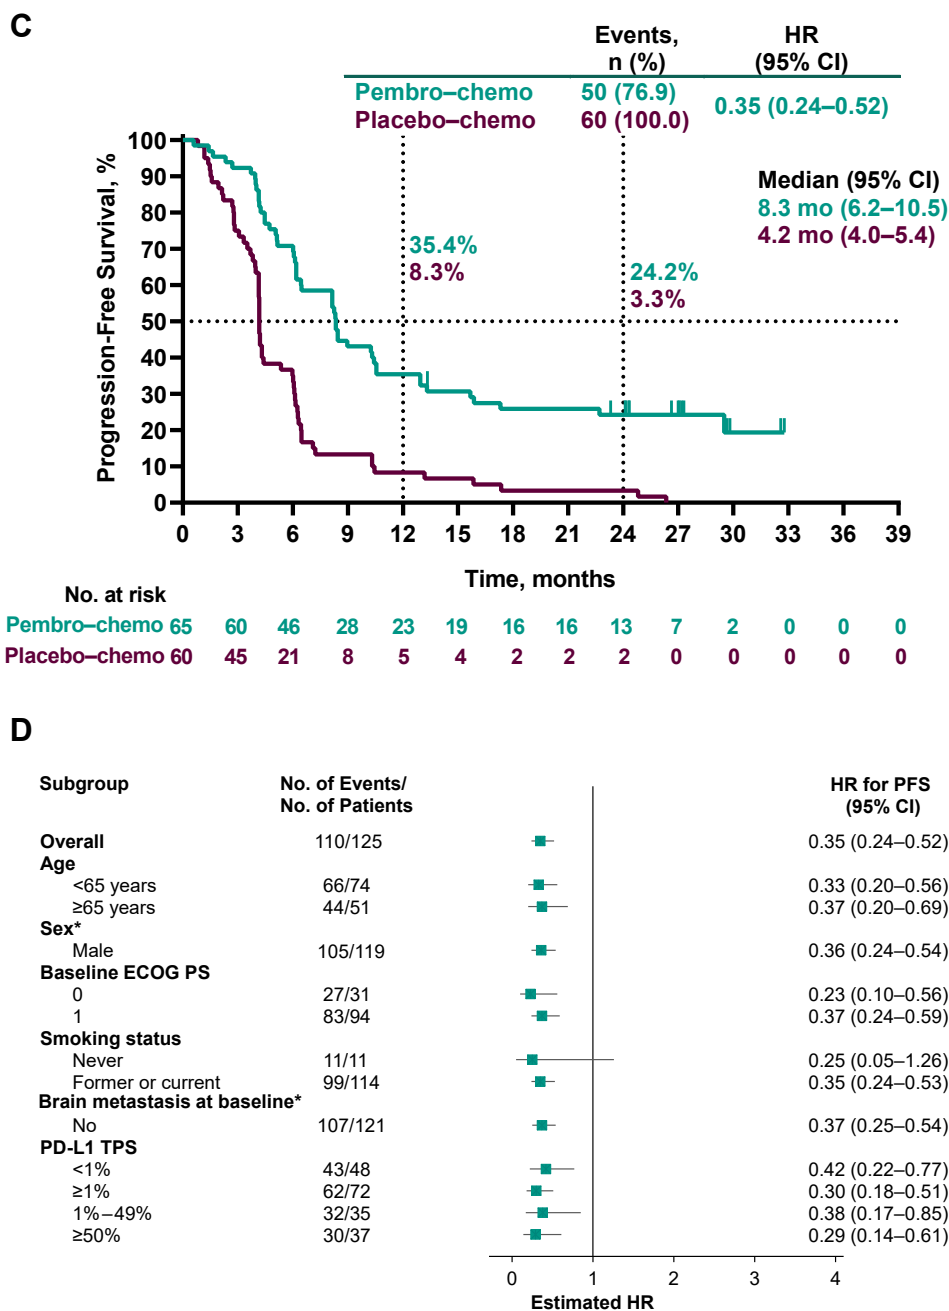 C
Events, n (%) HR (95% CI)
Pembro–chemo 50 (76.9) 0.35 (0.24–0.52)
Placebo–chemo 60 (100.0)
Median (95% CI)
8.3 mo (6.2–10.5)
4.2 mo (4.0–5.4)
Progression-Free Survival, %
100
90
80
70
60
50
40
30
20
10
0
35.4%
8.3%
24.2%
3.3%
0 3 6 9 12 15 18 21 24 27 30 33 36 39
Time, months
No. at risk
Pembro–chemo 65 60 46 28 23 19 16 16 13 7 2 0 0 0
Placebo–chemo 60 45 21 8 5 4 2 2 2 0 0 0 0 0
D
Subgroup No. of Events/ No. of Patients HR for PFS (95% CI)
Overall 110/125 0.35 (0.24–0.52)
Age
<65 years 66/74 0.33 (0.20–0.56)
≥65 years 44/51 0.37 (0.20–0.69)
Sex*
Male 105/119 0.36 (0.24–0.54)
Baseline ECOG PS
0 27/31 0.23 (0.10–0.56)
1 83/94 0.37 (0.24–0.59)
Smoking status
Never 11/11 0.25 (0.05–1.26)
Former or current 99/114 0.35 (0.24–0.53)
Brain metastasis at baseline*
No 107/121 0.37 (0.25–0.54)
PD-L1 TPS
<1% 43/48 0.42 (0.22–0.77)
≥1% 62/72 0.30 (0.18–0.51)
1%–49% 32/35 0.38 (0.17–0.85)
≥50% 30/37 0.29 (0.14–0.61)
0 1 2 3 4
Estimated HR